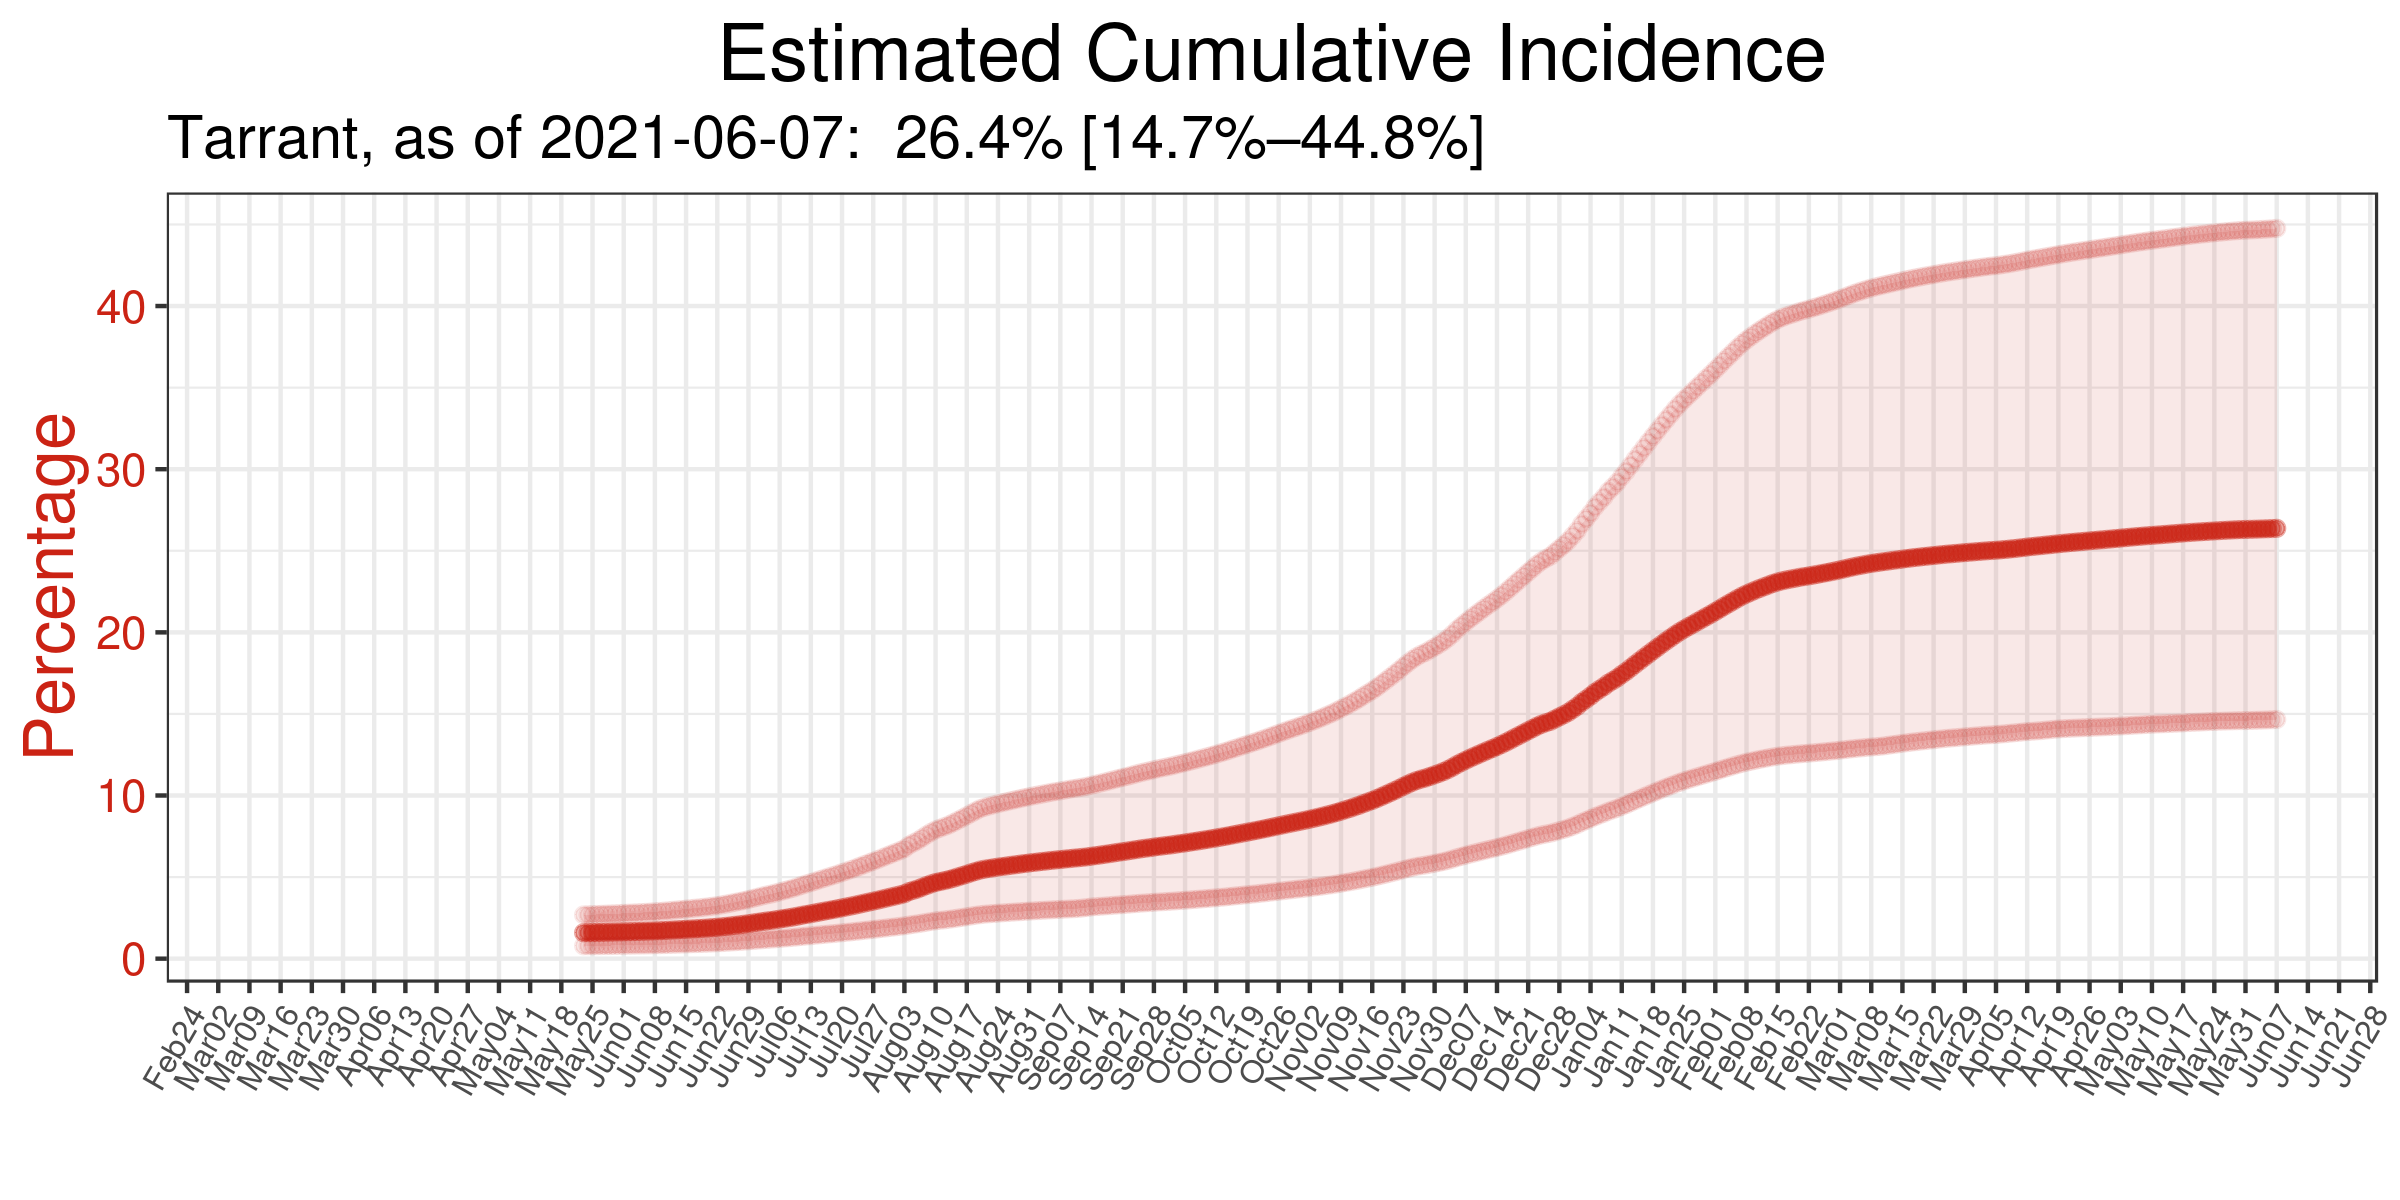 Estimated Cumulative Incidence
Tarrant, as of 2021-06-07:  26.4% [14.7%–44.8%]
Percentage
40
30
20
10
0
Feb24
Mar02
Mar09
Mar16
Mar23
Mar30
Apr06
Apr13
Apr20
Apr27
May04
May11
May18
May25
Jun01
Jun08
Jun15
Jun22
Jun29
Jul06
Jul13
Jul20
Jul27
Aug03
Aug10
Aug17
Aug24
Aug31
Sep07
Sep14
Sep21
Sep28
Oct05
Oct12
Oct19
Oct26
Nov02
Nov09
Nov16
Nov23
Nov30
Dec07
Dec14
Dec21
Dec28
Jan04
Jan11
Jan18
Jan25
Feb01
Feb08
Feb15
Feb22
Mar01
Mar08
Mar15
Mar22
Mar29
Apr05
Apr12
Apr19
Apr26
May03
May10
May17
May24
May31
Jun07
Jun14
Jun21
Jun28